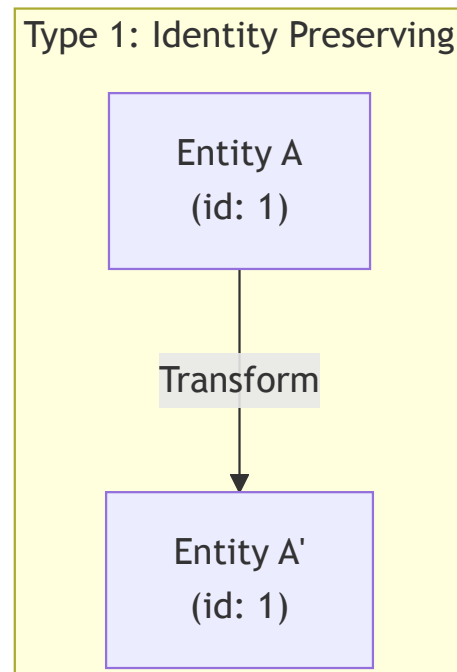 Type 1: Identity Preserving
Entity A
(id: 1)
Transform
Entity A'
(id: 1)